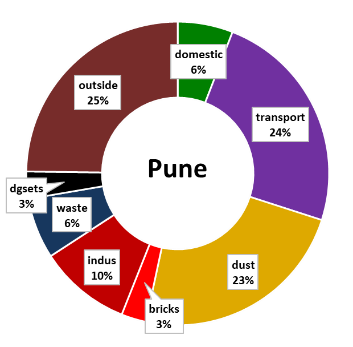 domestic
6%
transport
24%
dust
23%
bricks
3%
indus
10%
waste
6%
dgsets
3%
outside
25%
Pune